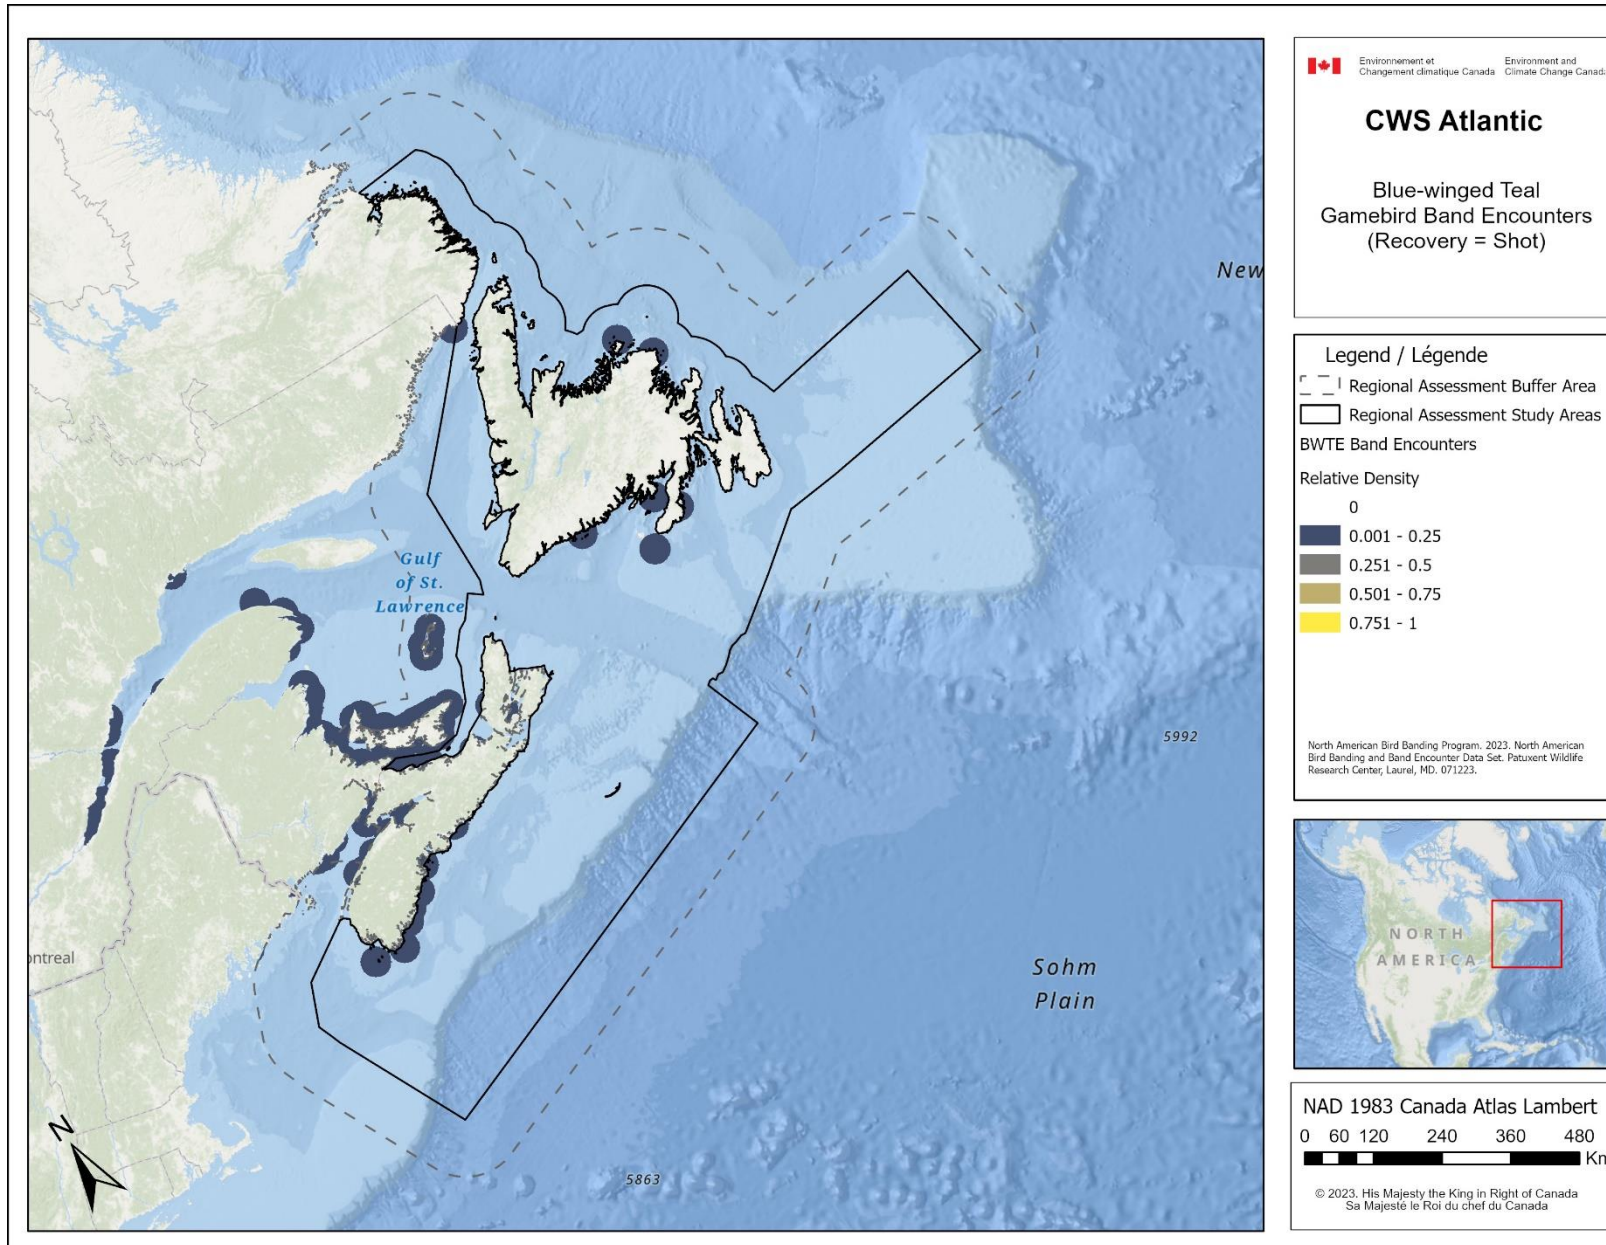 Gulf
of St.
Lawrence
New
5992
Sohm
Plain
5863
ontreal
N
Environnement et
Changement climatique Canada
Environment and
Climate Change Canada
CWS Atlantic
Blue-winged Teal
Gamebird Band Encounters
(Recovery = Shot)
Legend / Légende
Regional Assessment Buffer Area
Regional Assessment Study Areas
BWTE Band Encounters
Relative Density
0
0.001 - 0.25
0.251 - 0.5
0.501 - 0.75
0.751 - 1
North American Bird Banding Program. 2023. North American
Bird Banding and Band Encounter Data Set. Patuxent Wildlife
Research Center, Laurel, MD. 071223.
NORTH
AMERICA
NAD 1983 Canada Atlas Lambert
0 60 120 240 360 480
Km
© 2023. His Majesty the King in Right of Canada
Sa Majesté le Roi du chef du Canada